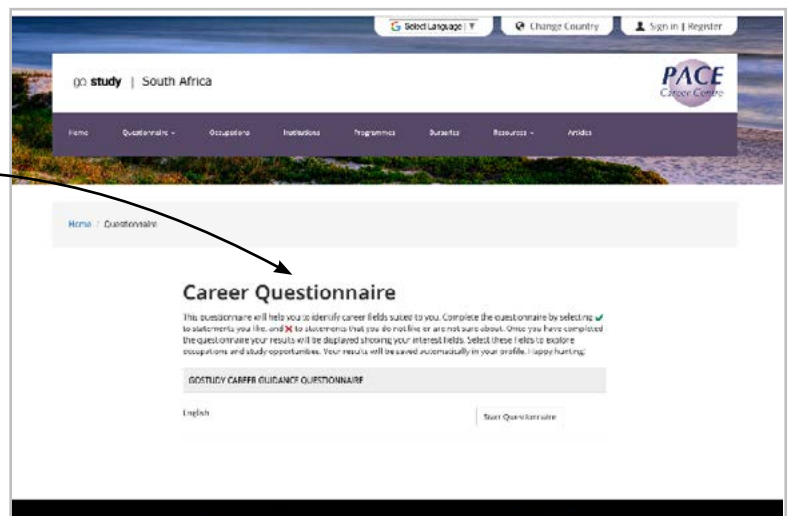 Select Language | ▼
Change Country
Sign in | Register
go study | South Africa
PACE
Career Centre
Home Questionnaire Occupations Institutions Programmes Bursaries Resources Articles
Home / Questionnaire
Career Questionnaire
This questionnaire will help you to identify career fields suited to you. Complete the questionnaire by selecting ✔
to statements you like, and ✖ to statements that you do not like or are not sure about. Once you have completed
the questionnaire your results will be displayed showing your interest fields. Select these fields to explore
occupations and study opportunities. Your results will be saved automatically in your profile. Happy hunting!
GOSTUDY CAREER GUIDANCE QUESTIONNAIRE
English
Start Questionnaire